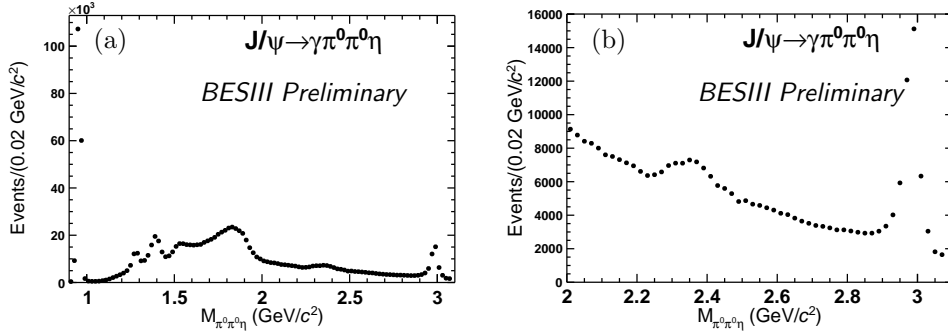 ×10³
(a)
J/ψ→γπ⁰π⁰η
BESIII Preliminary
Events/(0.02 GeV/c²)
100
80
60
40
20
0
1
1.5
2
2.5
3
M_π⁰π⁰η (GeV/c²)
(b)
J/ψ→γπ⁰π⁰η
BESIII Preliminary
Events/(0.02 GeV/c²)
16000
14000
12000
10000
8000
6000
4000
2000
0
2
2.2
2.4
2.6
2.8
3
M_π⁰π⁰η (GeV/c²)